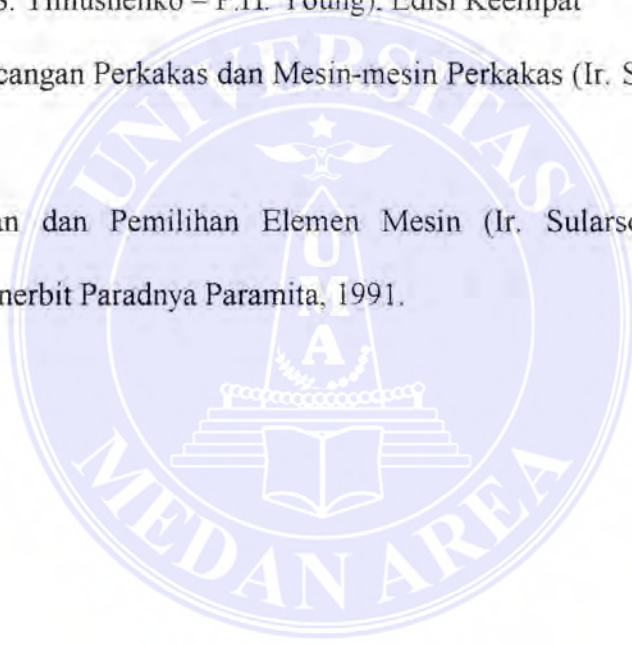 S. Timoshenko – F.H. Young). Edisi Keempat
cangan Perkakas dan Mesin-mesin Perkakas (Ir. S
an dan Pemilihan Elemen Mesin (Ir. Sularso
nerbit Paradnya Paramita, 1991.
UNIVERSITAS
UMA
MEDAN AREA